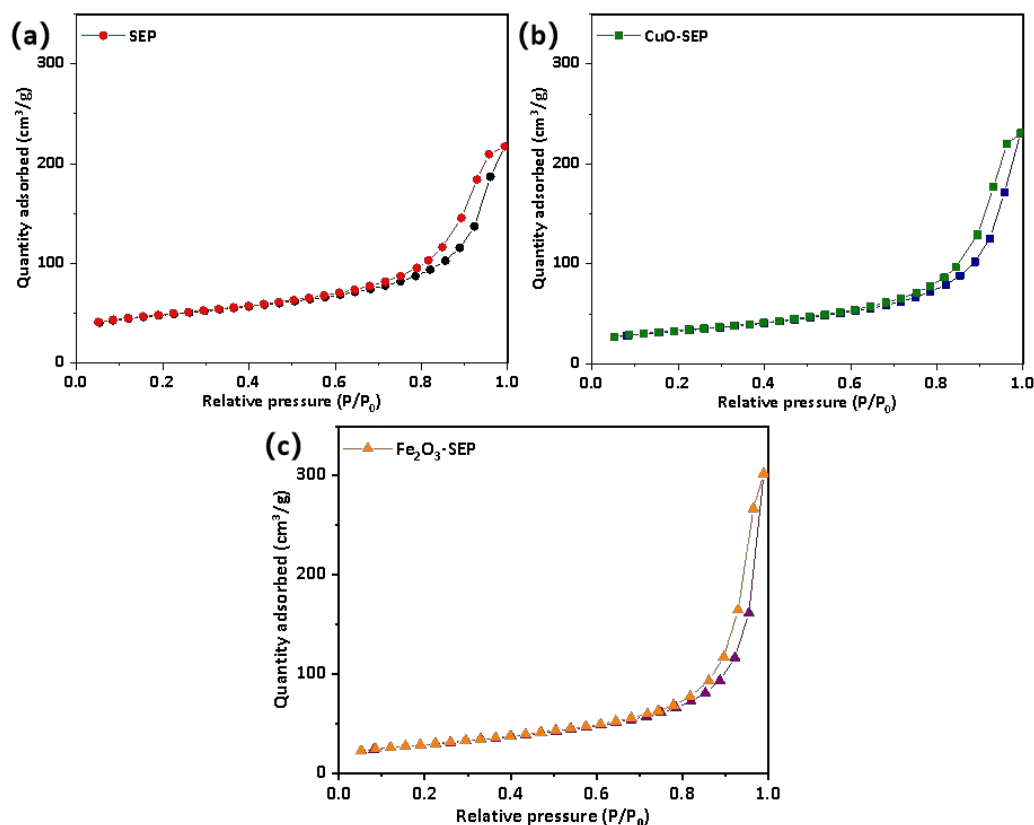 (a)
SEP
300
200
100
0
Quantity adsorbed (cm³/g)
0.0 0.2 0.4 0.6 0.8 1.0
Relative pressure (P/P₀)
(b)
CuO-SEP
300
200
100
0
Quantity adsorbed (cm³/g)
0.0 0.2 0.4 0.6 0.8 1.0
Relative pressure (P/P₀)
(c)
Fe₂O₃-SEP
300
200
100
0
Quantity adsorbed (cm³/g)
0.0 0.2 0.4 0.6 0.8 1.0
Relative pressure (P/P₀)